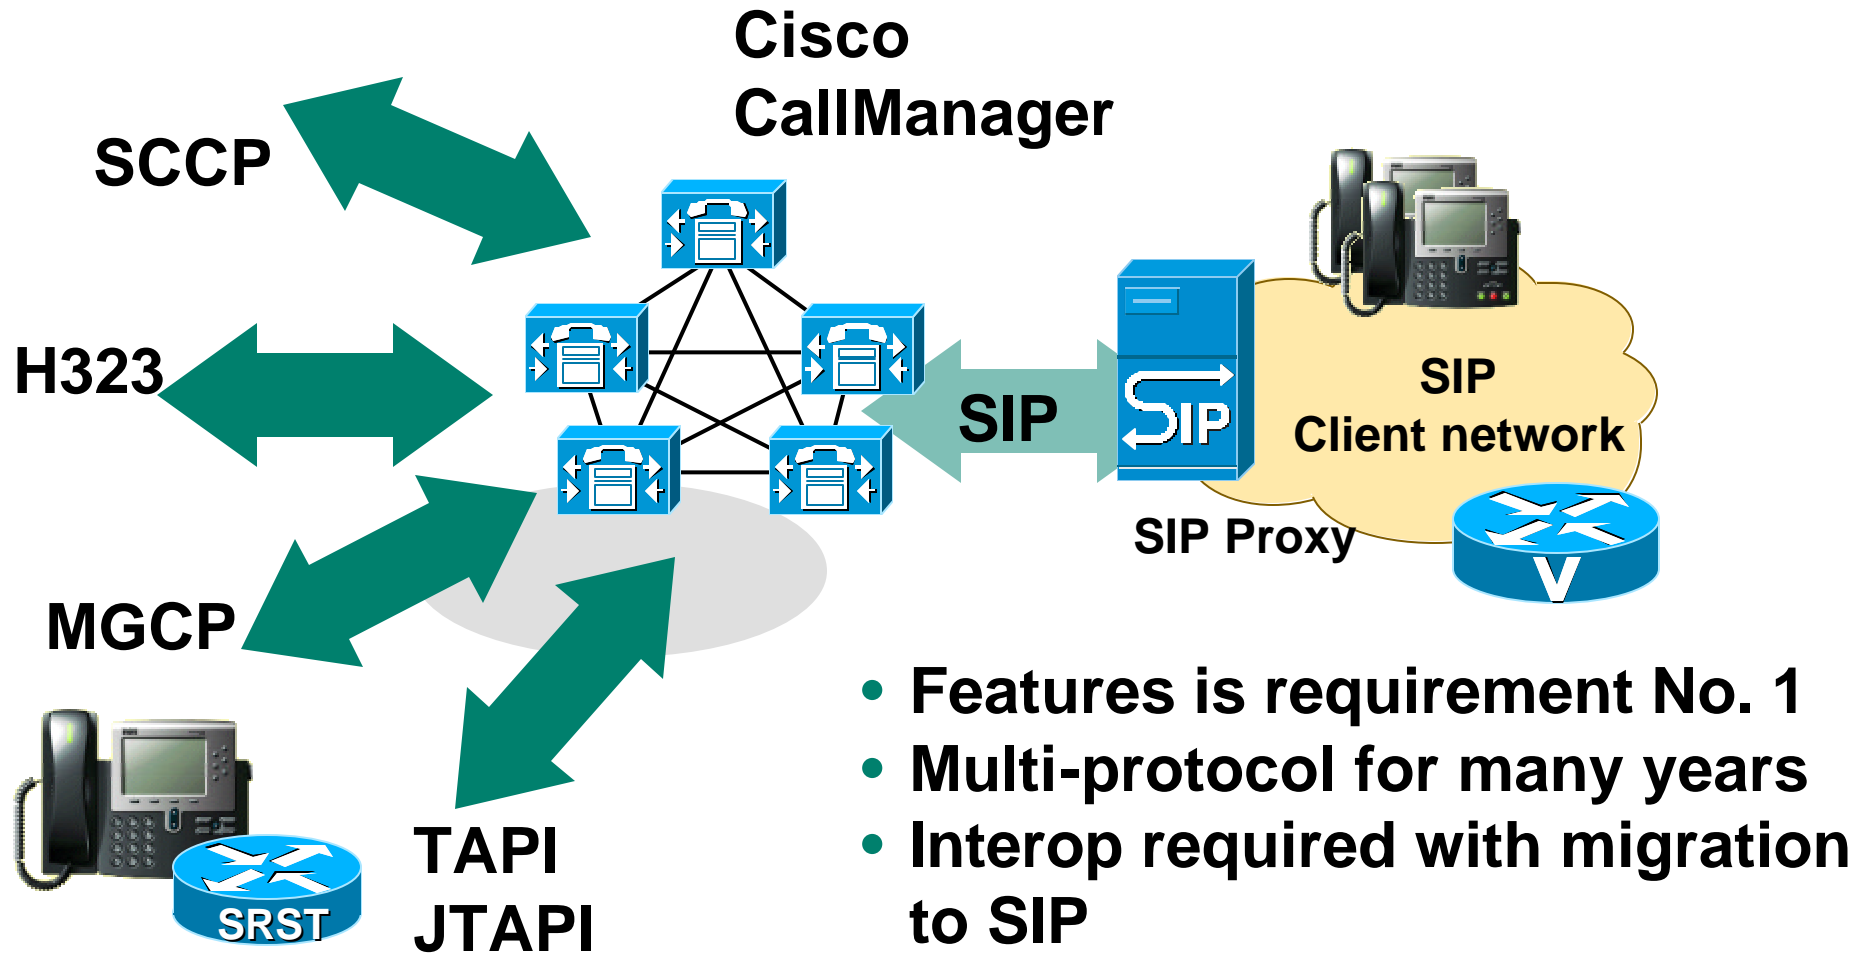 Cisco
CallManager
SCCP
H323
SIP
SIP
SIP
Client network
SIP Proxy
V
MGCP
SRST
TAPI
JTAPI
• Features is requirement No. 1
• Multi-protocol for many years
• Interop required with migration
to SIP